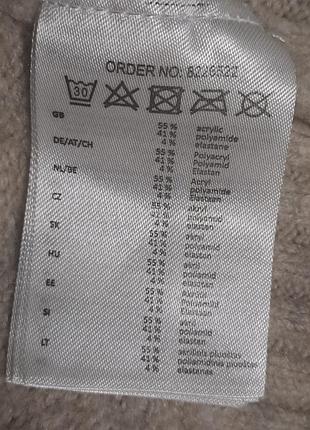 ORDER NO: 8226522
30
GB 55 % acrylic
41 % polyamide
4 % elastane
DE/AT/CH 55 % Polyacryl
41 % Polyamid
4 % Elastan
NL/BE 55 % Acryl
41 % polyamide
4 % Elastaan
CZ 55 % akryl
41 % polyamid
4 % elastan
SK 55 % akryl
41 % polyamid
4 % elastan
HU 55 % akril
41 % poliamid
4 % elasztán
EE 55 % Akrüül
41 % Polüamiid
4 % Elastaan
SI 55 % akril
41 % poliamid
4 % elastan
LT 55 % akrilinis pluoštas
41 % poliamidinis pluoštas
4 % elastanas